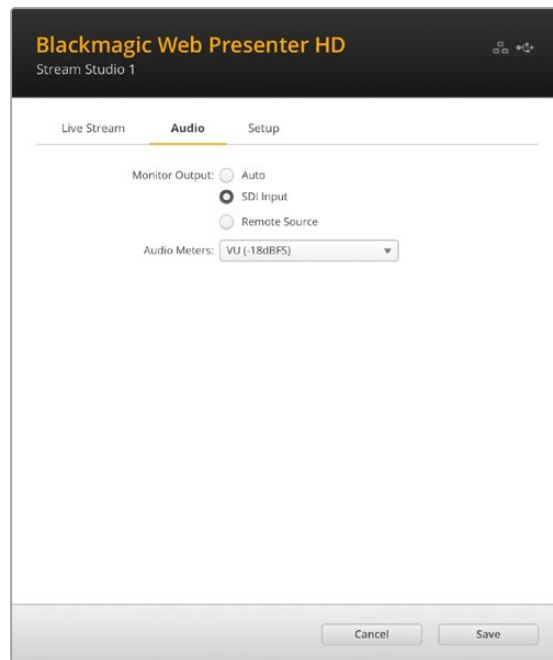 Blackmagic Web Presenter HD
Stream Studio 1
Live Stream Audio Setup
Monitor Output: Auto
SDI Input
Remote Source
Audio Meters: VU (-18dBFS)
Cancel Save